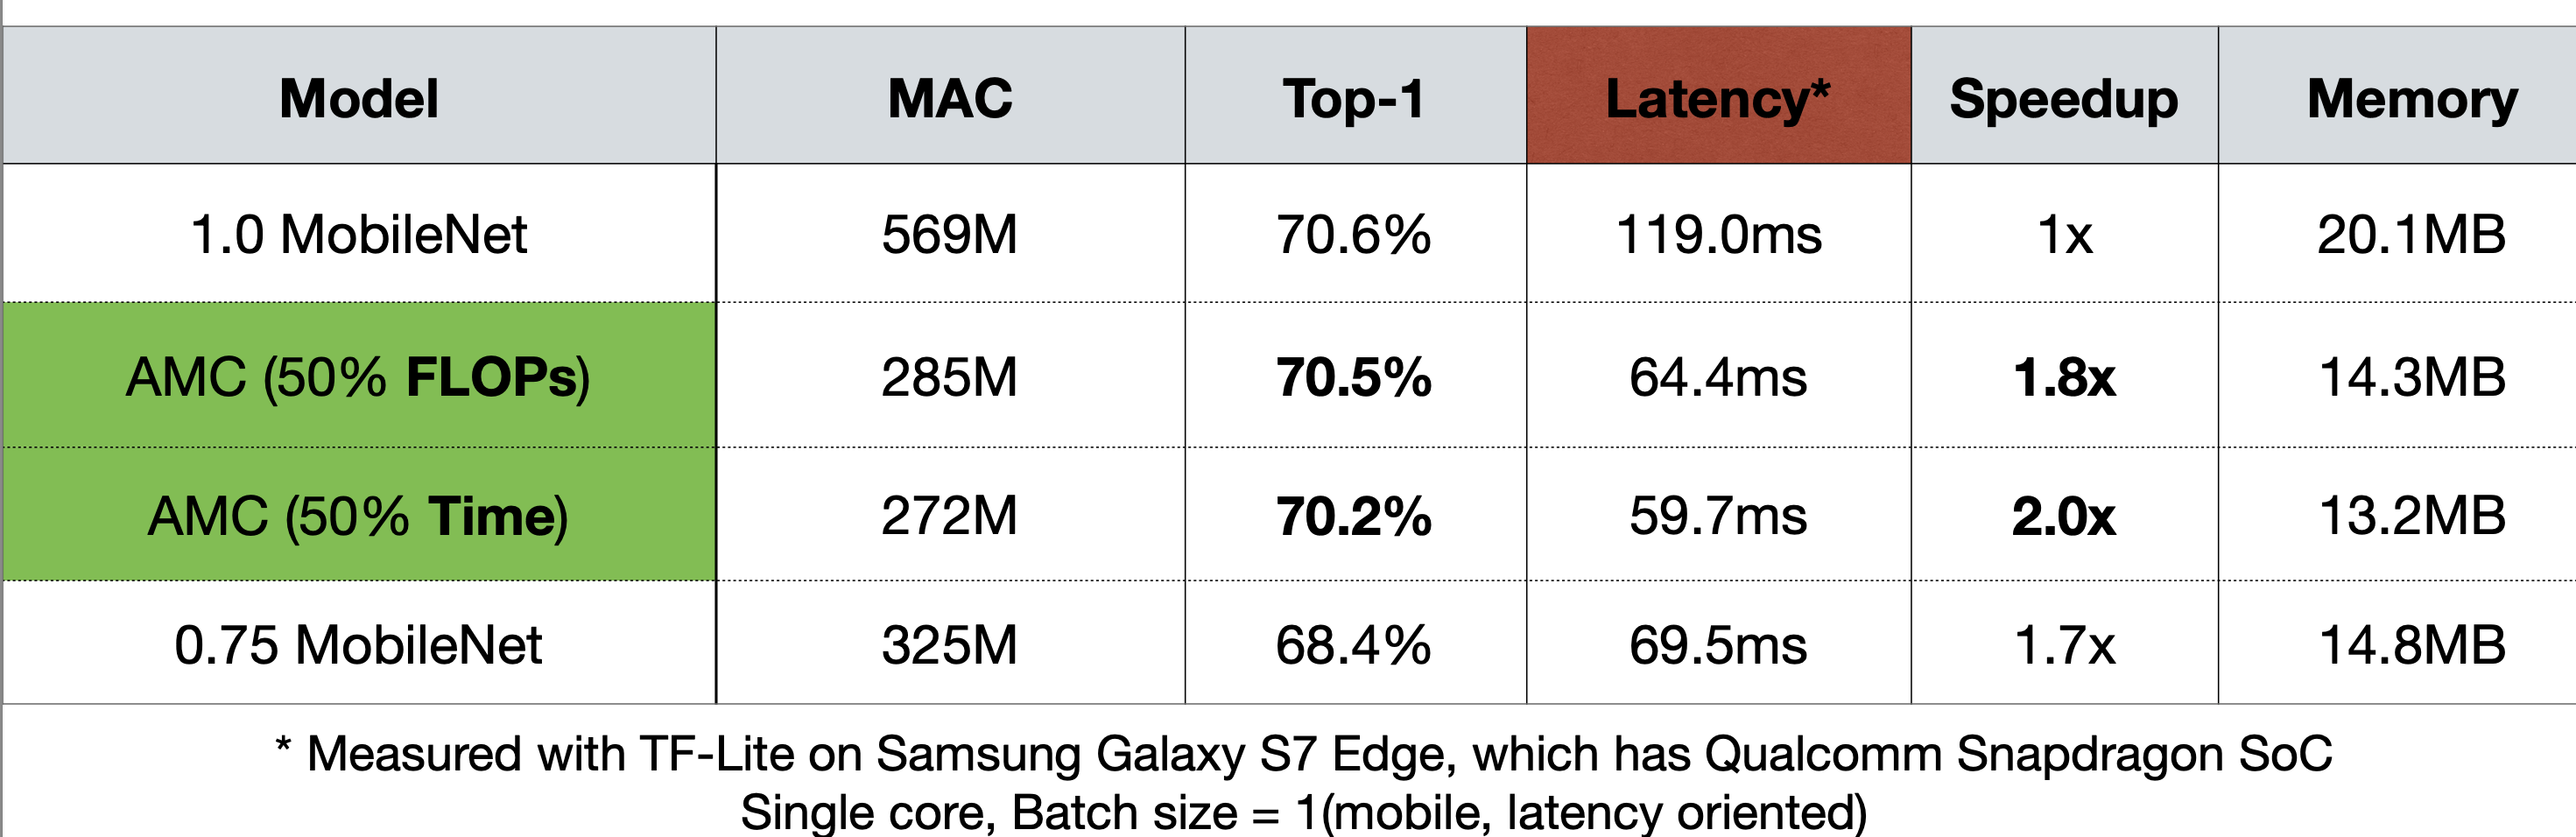 Model MAC Top-1 Latency* Speedup Memory
1.0 MobileNet 569M 70.6% 119.0ms 1x 20.1MB
AMC (50% FLOPs) 285M 70.5% 64.4ms 1.8x 14.3MB
AMC (50% Time) 272M 70.2% 59.7ms 2.0x 13.2MB
0.75 MobileNet 325M 68.4% 69.5ms 1.7x 14.8MB
* Measured with TF-Lite on Samsung Galaxy S7 Edge, which has Qualcomm Snapdragon SoC
Single core, Batch size = 1(mobile, latency oriented)